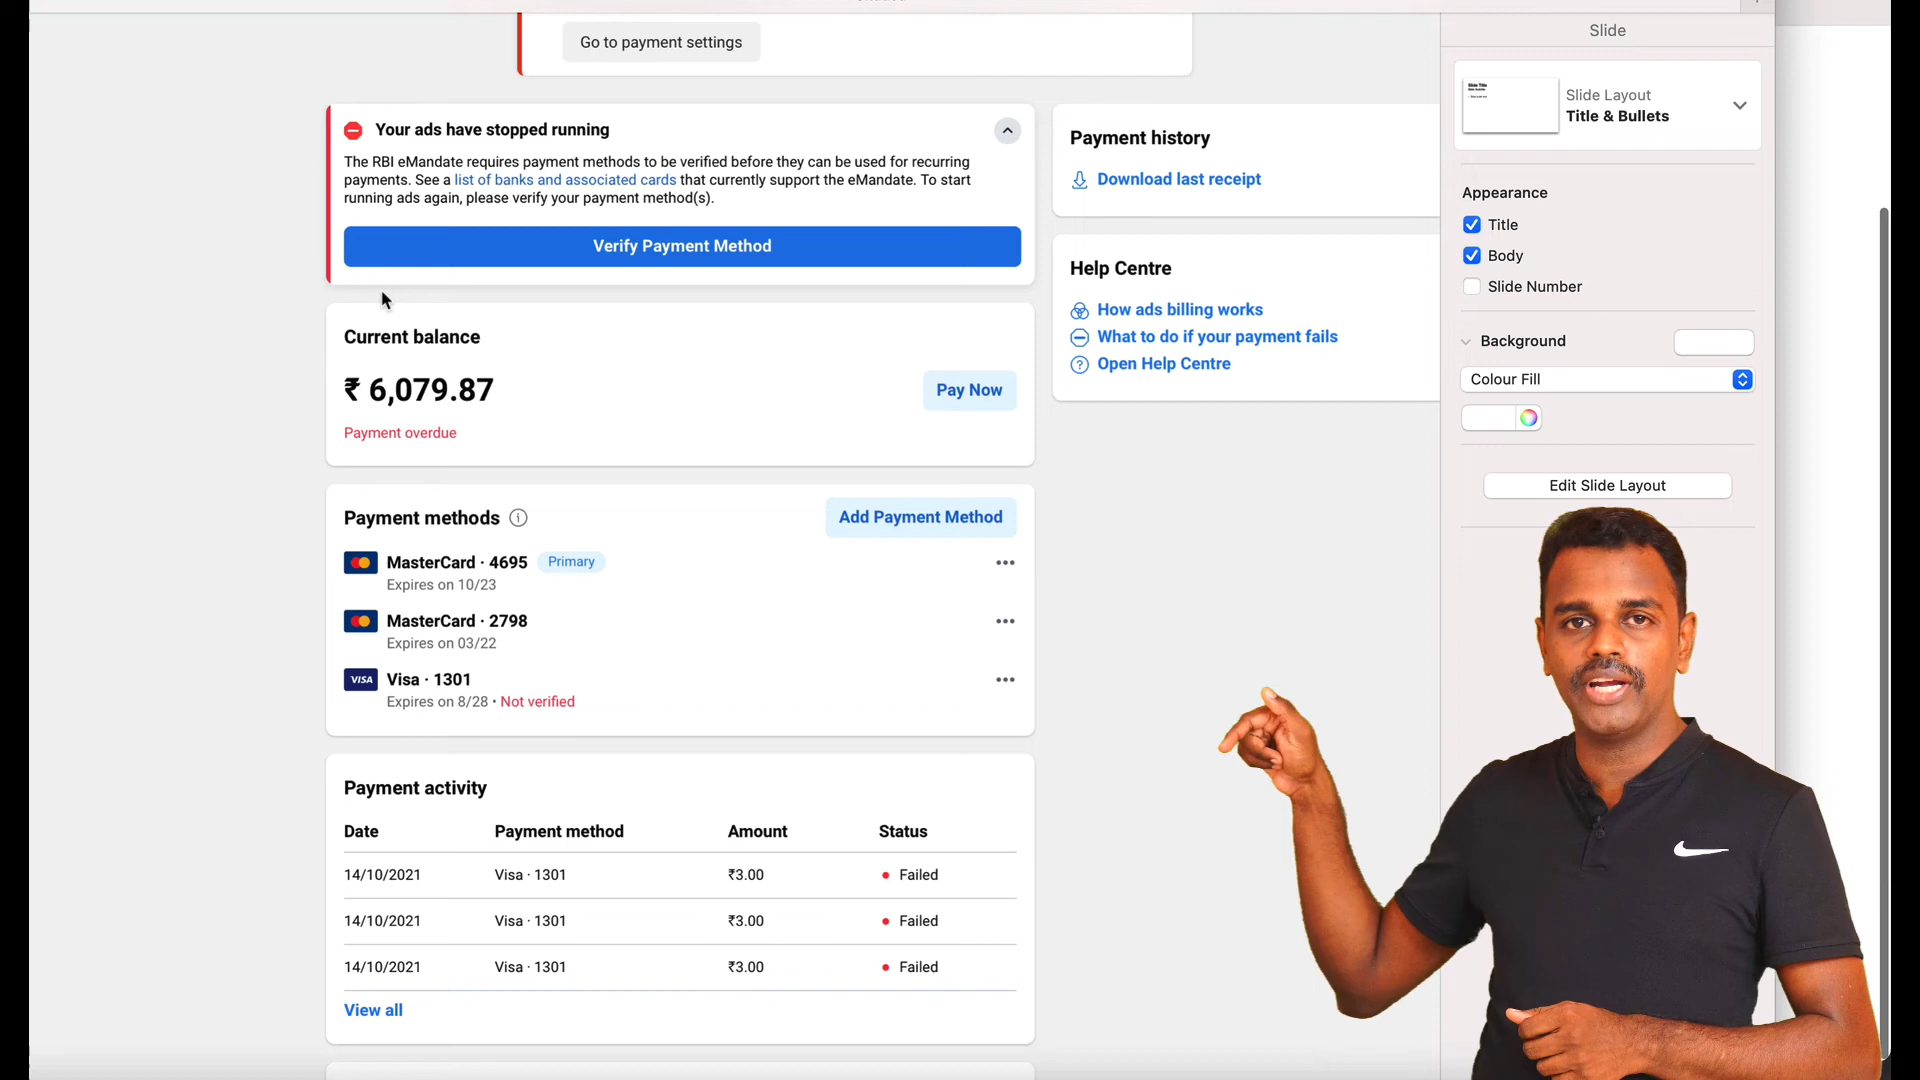 Go to payment settings
Your ads have stopped running
The RBI eMandate requires payment methods to be verified before they can be used for recurring
payments. See a list of banks and associated cards that currently support the eMandate. To start
running ads again, please verify your payment method(s).
Verify Payment Method
Current balance
₹ 6,079.87
Pay Now
Payment overdue
Payment methods
Add Payment Method
MasterCard · 4695 Primary
Expires on 10/23
MasterCard · 2798
Expires on 03/22
VISA Visa · 1301
Expires on 8/28 • Not verified
Payment activity
Date Payment method Amount Status
14/10/2021 Visa · 1301 ₹3.00 Failed
14/10/2021 Visa · 1301 ₹3.00 Failed
14/10/2021 Visa · 1301 ₹3.00 Failed
View all
Payment history
Download last receipt
Help Centre
How ads billing works
What to do if your payment fails
Open Help Centre
Slide
Slide Title
Slide Layout
Title & Bullets
Appearance
Title
Body
Slide Number
Background
Colour Fill
Edit Slide Layout